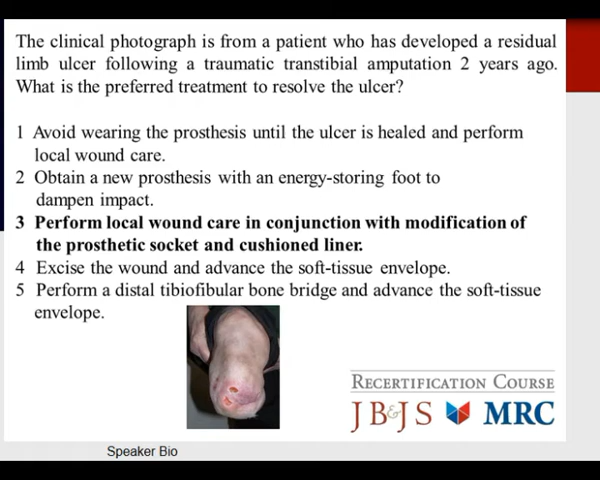 The clinical photograph is from a patient who has developed a residual
limb ulcer following a traumatic transtibial amputation 2 years ago.
What is the preferred treatment to resolve the ulcer?
1 Avoid wearing the prosthesis until the ulcer is healed and perform
local wound care.
2 Obtain a new prosthesis with an energy-storing foot to
dampen impact.
3 Perform local wound care in conjunction with modification of
the prosthetic socket and cushioned liner.
4 Excise the wound and advance the soft-tissue envelope.
5 Perform a distal tibiofibular bone bridge and advance the soft-tissue
envelope.
RECERTIFICATION COURSE
JB&JS MRC
Speaker Bio